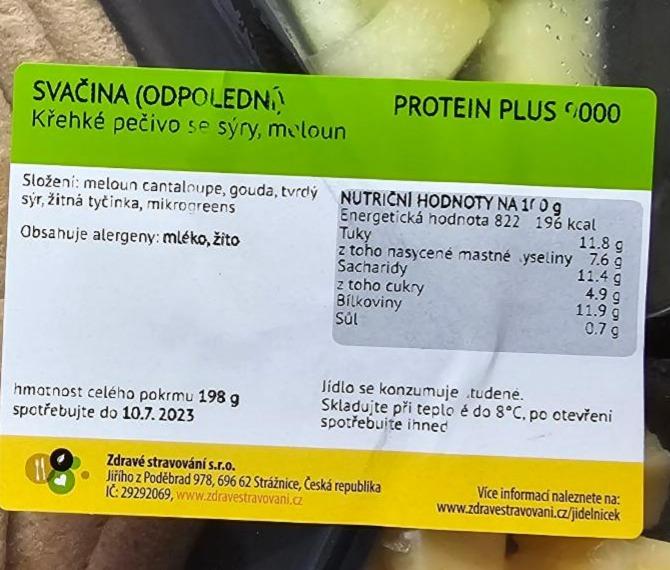 SVAČINA (ODPOLEDNÍ)
Křehké pečivo se sýry, meloun
PROTEIN PLUS 000
Složení: meloun cantaloupe, gouda, tvrdý
sýr, žitná tyčinka, mikrogreens
Obsahuje alergeny: mléko, žito
NUTRIČNÍ HODNOTY NA 100 g
Energetická hodnota 822 196 kcal
Tuky 11.8 g
z toho nasycené mastné yseliny 7.6 g
Sacharidy 11.4 g
z toho cukry 4.9 g
Bílkoviny 11.9 g
Sůl 0.7 g
hmotnost celého pokrmu 198 g
spotřebujte do 10.7. 2023
Jídlo se konzumuje .tudené.
Skladujte při teplo é do 8°C, po otevření
spotřebujte ihned
Zdravé stravování s.r.o.
Jiřího z Poděbrad 978, 696 62 Strážnice, Česká republika
IČ: 29292069, www.zdravestravovani.cz
Více informací naleznete na:
www.zdravestravovani.cz/jidelnicek